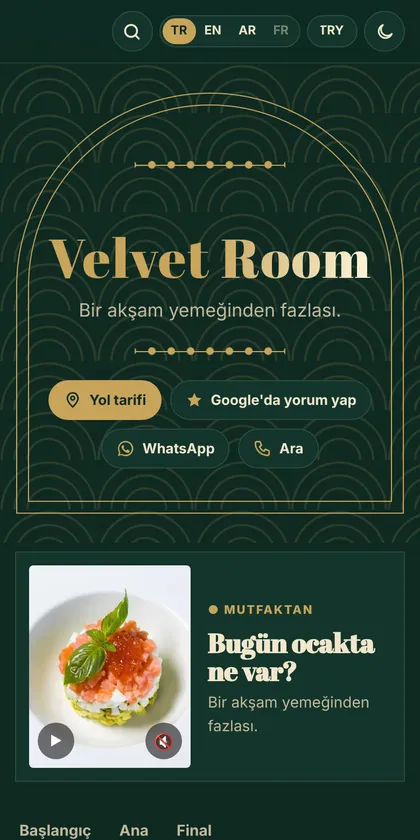 TR EN AR FR TRY
Velvet Room
Bir akşam yemeğinden fazlası.
Yol tarifi Google'da yorum yap
WhatsApp Ara
MUTFAKTAN
Bugün ocakta
ne var?
Bir akşam yemeğinden
fazlası.
Başlangıç Ana Final